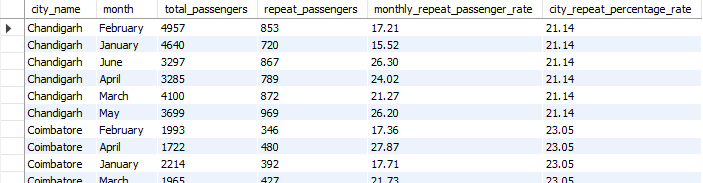 city_name month total_passengers repeat_passengers monthly_repeat_passenger_rate city_repeat_percentage_rate
Chandigarh February 4957 853 17.21 21.14
Chandigarh January 4640 720 15.52 21.14
Chandigarh June 3297 867 26.30 21.14
Chandigarh April 3285 789 24.02 21.14
Chandigarh March 4100 872 21.27 21.14
Chandigarh May 3699 969 26.20 21.14
Coimbatore February 1993 346 17.36 23.05
Coimbatore April 1722 480 27.87 23.05
Coimbatore January 2214 392 17.71 23.05
Coimbatore March 1965 427 21.73 23.05